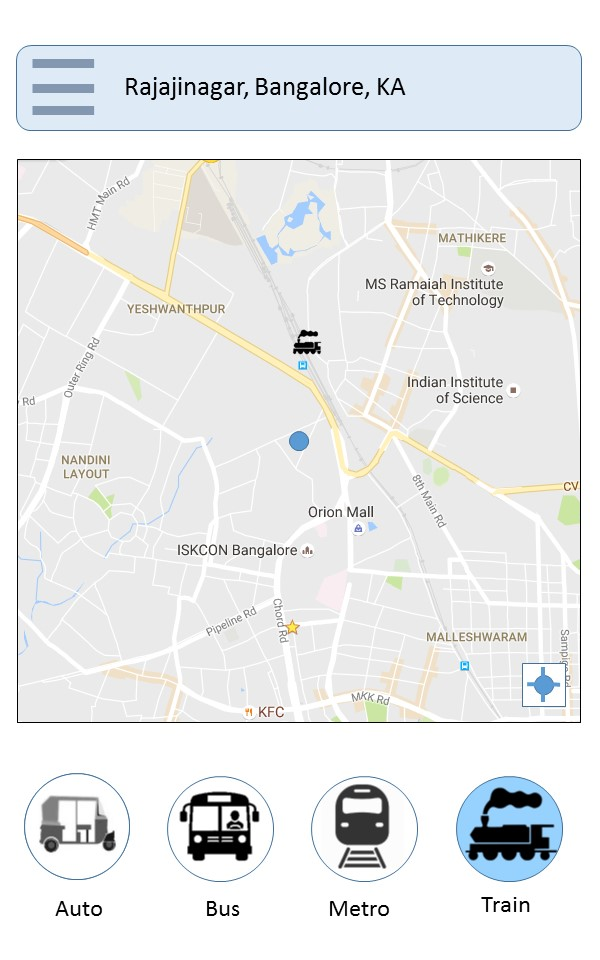 Rajajinagar, Bangalore, KA
HMT Main Rd
MATHIKERE
MS Ramaiah Institute
of Technology
YESHWANTHPUR
Outer Ring Rd
Indian Institute
of Science
Rd
NANDINI
LAYOUT
CV
8th Main Rd
Orion Mall
ISKCON Bangalore
Chord Rd
Pipeline Rd
MALLESHWARAM
MKK Rd
KFC
Auto
Bus
Metro
Train